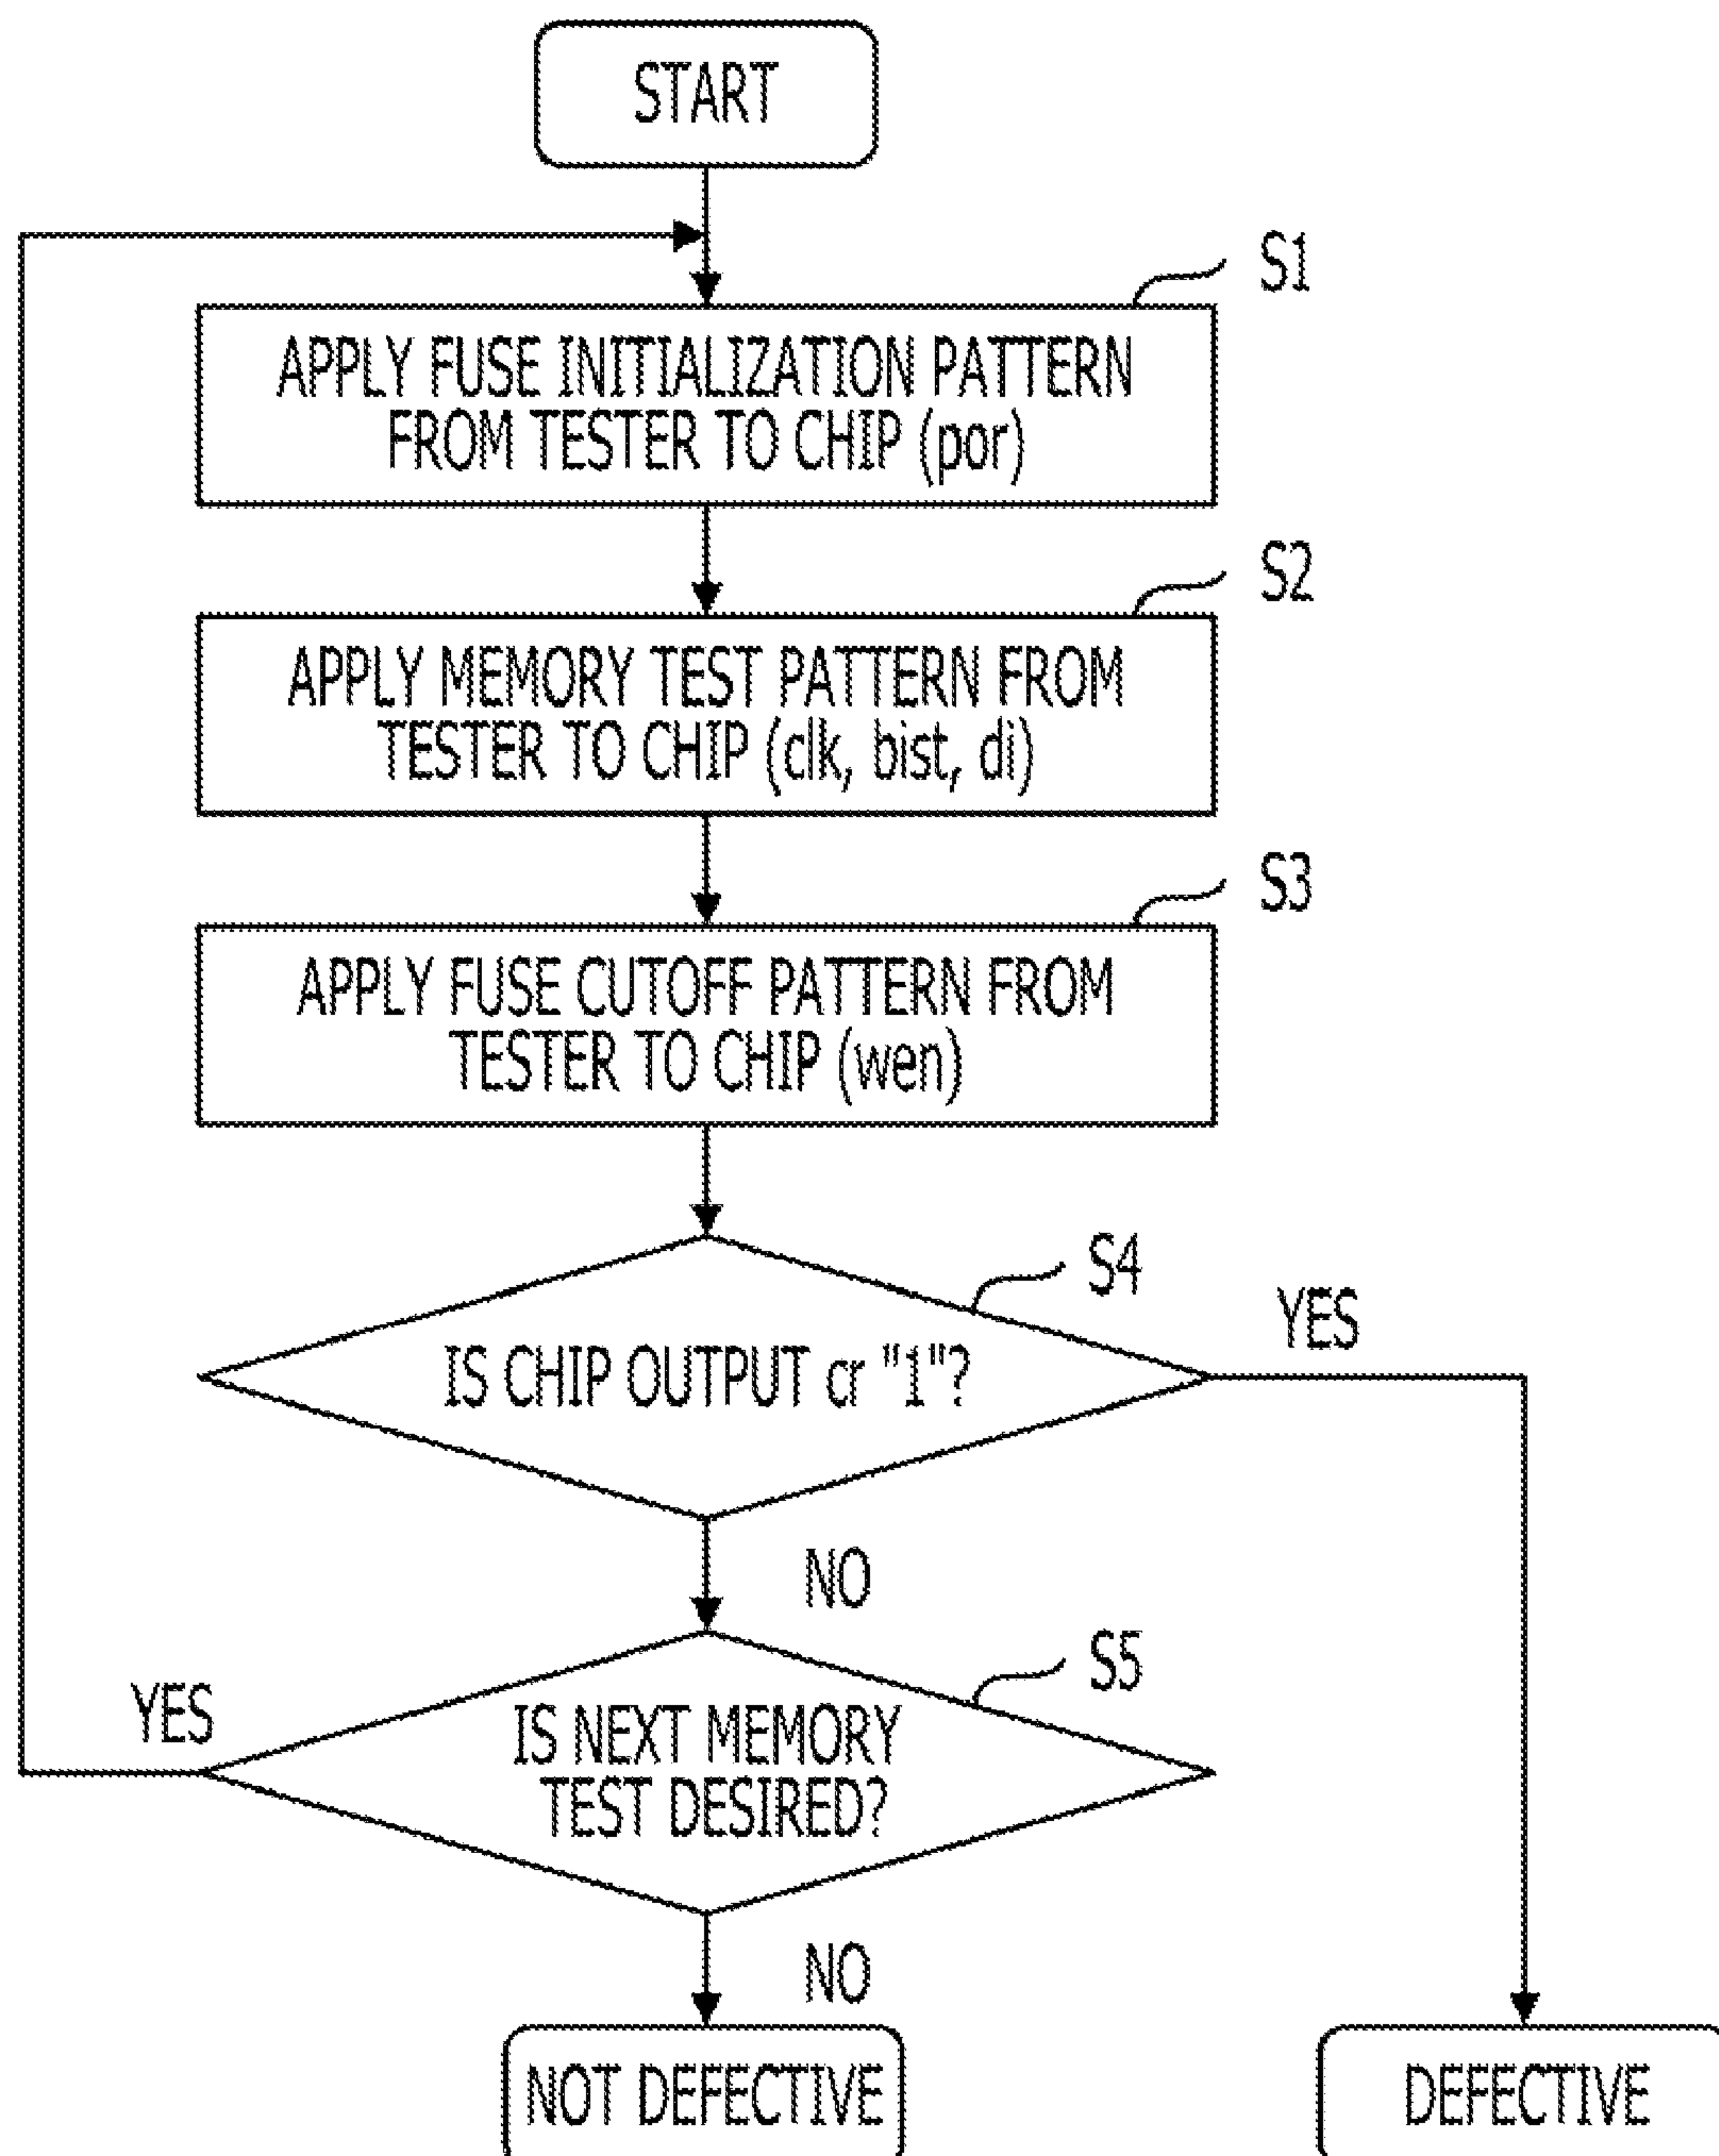 START
S1
APPLY FUSE INITIALIZATION PATTERN
FROM TESTER TO CHIP (por)
S2
APPLY MEMORY TEST PATTERN FROM
TESTER TO CHIP (clk, bist, di)
S3
APPLY FUSE CUTOFF PATTERN FROM
TESTER TO CHIP (wen)
S4
YES
IS CHIP OUTPUT cr "1"?
NO
S5
YES
IS NEXT MEMORY
TEST DESIRED?
NO
NOT DEFECTIVE
DEFECTIVE